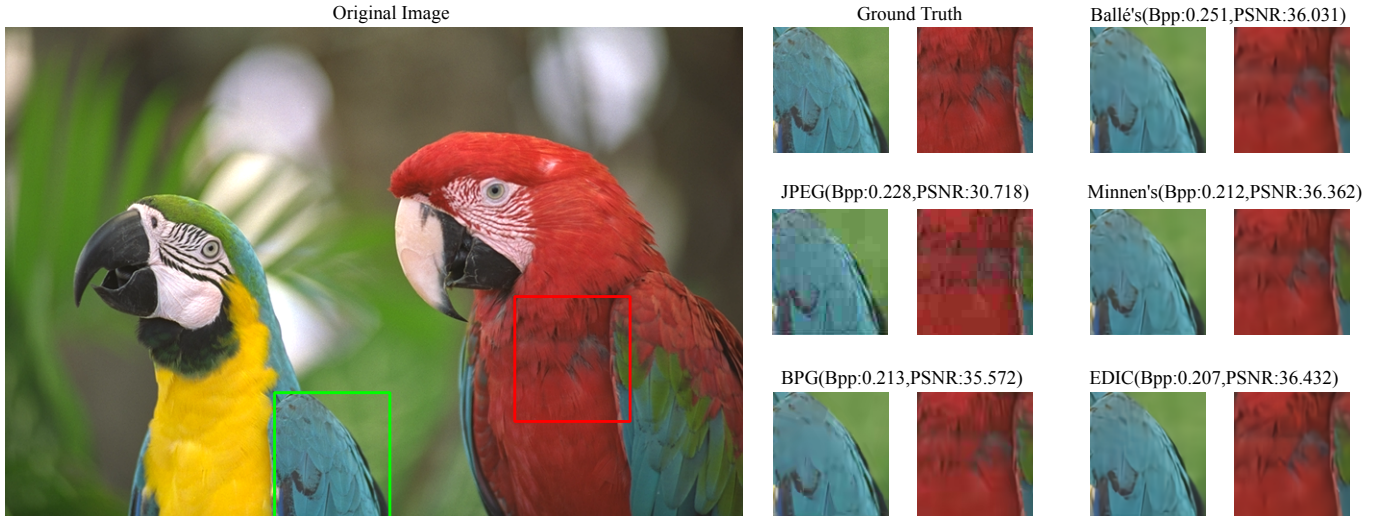 Original Image
Ground Truth
Ballé's(Bpp:0.251,PSNR:36.031)
JPEG(Bpp:0.228,PSNR:30.718)
Minnen's(Bpp:0.212,PSNR:36.362)
BPG(Bpp:0.213,PSNR:35.572)
EDIC(Bpp:0.207,PSNR:36.432)